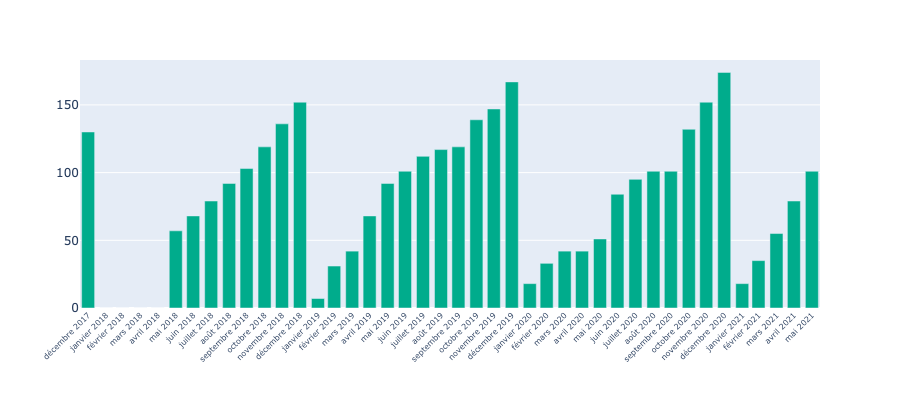 150
100
50
0
décembre 2017
janvier 2018
février 2018
mars 2018
avril 2018
mai 2018
juin 2018
juillet 2018
août 2018
septembre 2018
octobre 2018
novembre 2018
décembre 2018
janvier 2019
février 2019
mars 2019
avril 2019
mai 2019
juin 2019
juillet 2019
août 2019
septembre 2019
octobre 2019
novembre 2019
décembre 2019
janvier 2020
février 2020
mars 2020
avril 2020
mai 2020
juin 2020
juillet 2020
août 2020
septembre 2020
octobre 2020
novembre 2020
décembre 2020
janvier 2021
février 2021
mars 2021
avril 2021
mai 2021